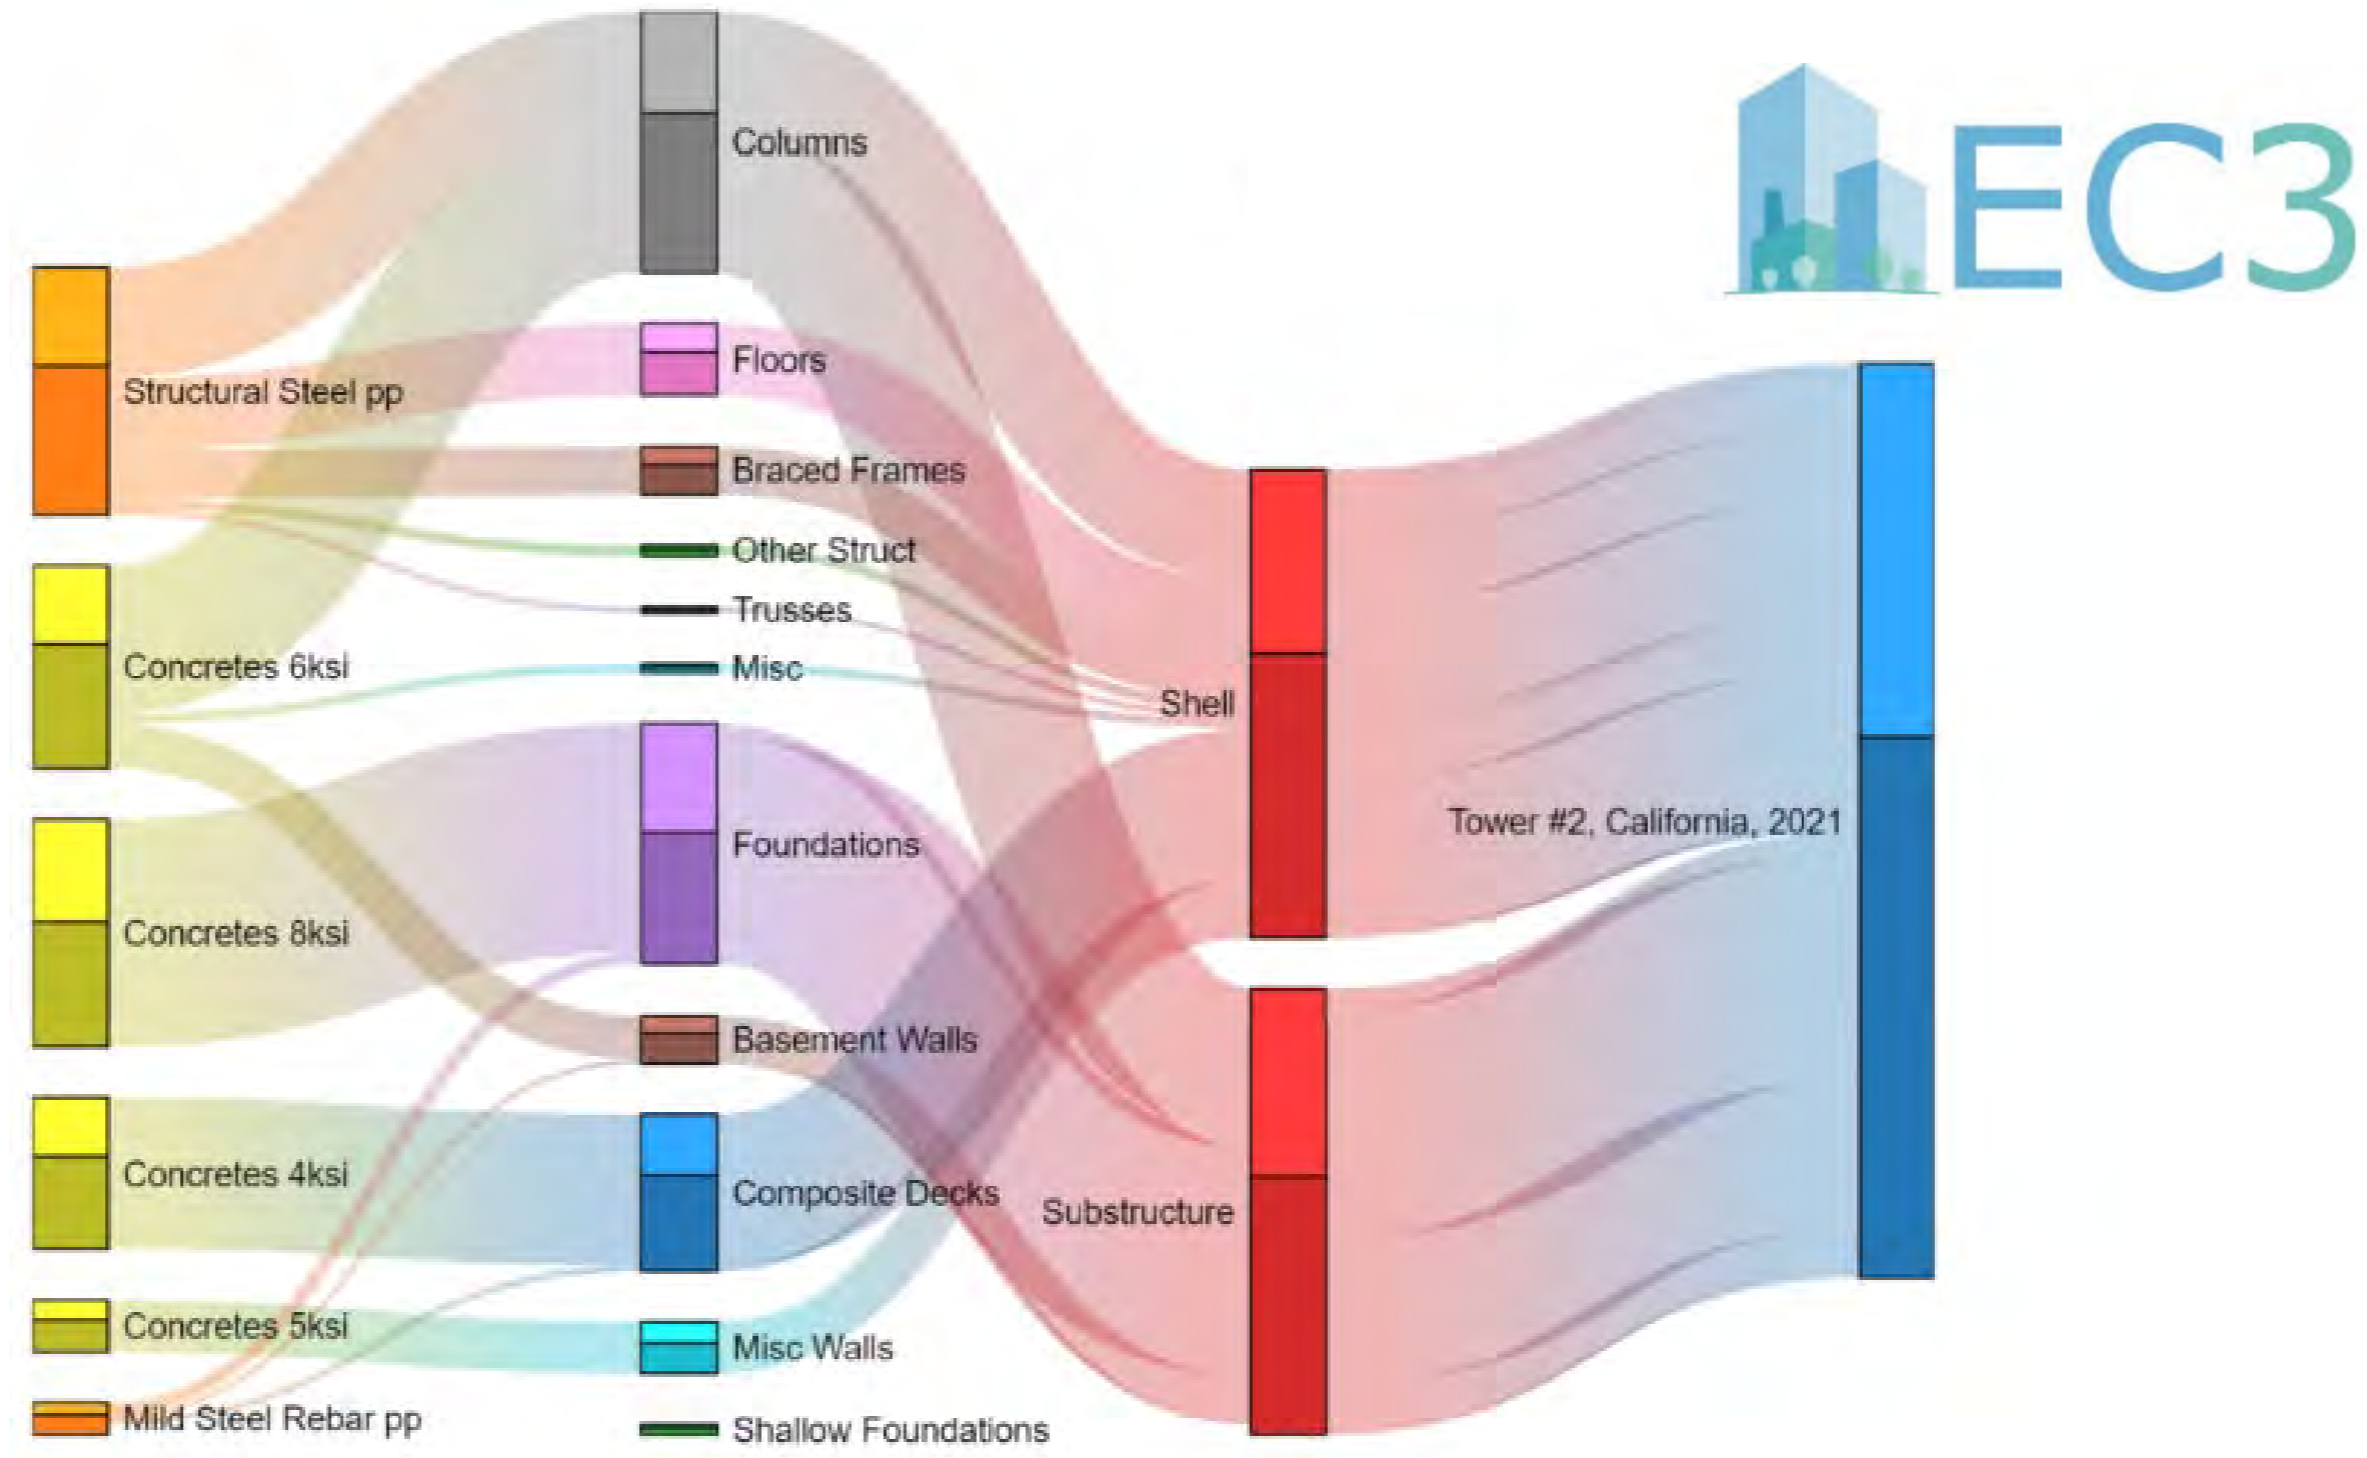 EC3
Structural Steel pp
Concretes 6ksi
Concretes 8ksi
Concretes 4ksi
Concretes 5ksi
Mild Steel Rebar pp
Columns
Floors
Braced Frames
Other Struct
Trusses
Misc
Foundations
Basement Walls
Composite Decks
Misc Walls
Shallow Foundations
Shell
Substructure
Tower #2, California, 2021